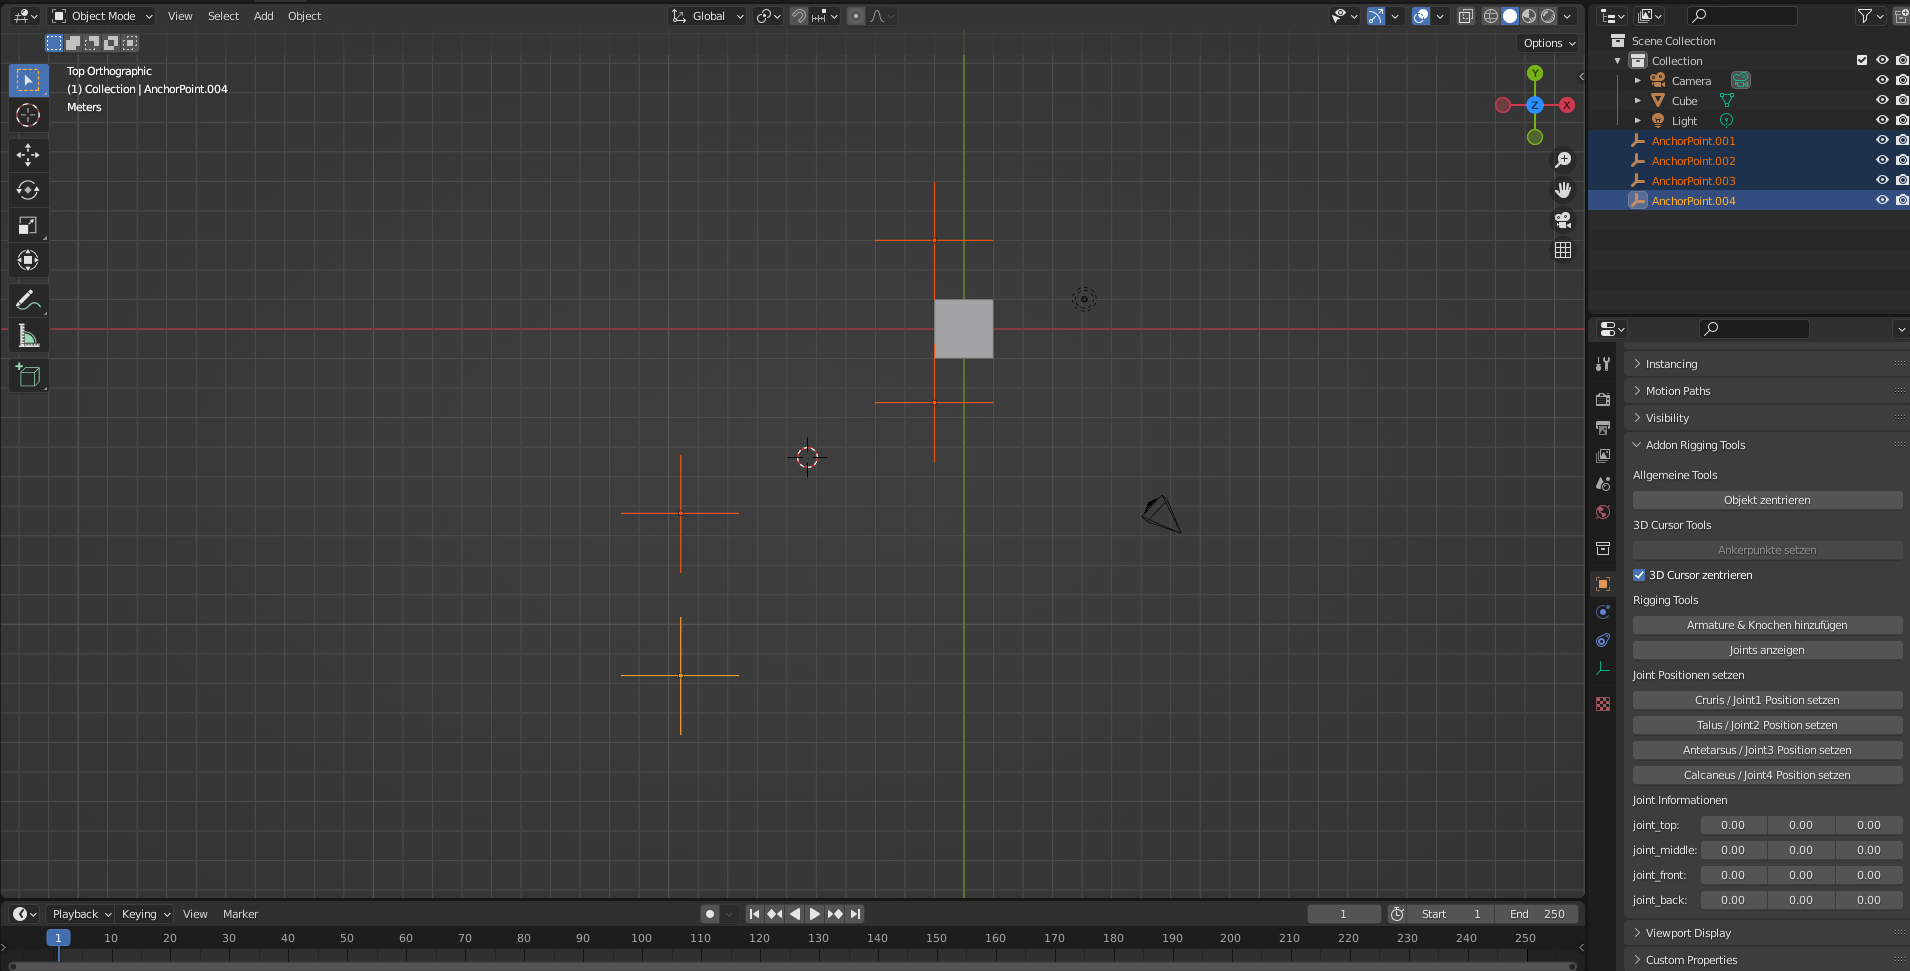 Object Mode View Select Add Object Global
Options
Top Orthographic
(1) Collection | AnchorPoint.004
Meters
Y
Z
X
Scene Collection
Collection
Camera
Cube
Light
AnchorPoint.001
AnchorPoint.002
AnchorPoint.003
AnchorPoint.004
Instancing
Motion Paths
Visibility
Addon Rigging Tools
Allgemeine Tools
Objekt zentrieren
3D Cursor Tools
Ankerpunkte setzen
3D Cursor zentrieren
Rigging Tools
Armature & Knochen hinzufügen
Joints anzeigen
Joint Positionen setzen
Cruris / Joint1 Position setzen
Talus / Joint2 Position setzen
Antetarsus / Joint3 Position setzen
Calcaneus / Joint4 Position setzen
Joint Informationen
joint_top: 0.00 0.00 0.00
joint_middle: 0.00 0.00 0.00
joint_front: 0.00 0.00 0.00
joint_back: 0.00 0.00 0.00
Viewport Display
Custom Properties
Playback Keying View Marker 1 Start 1 End 250
1 10 20 30 40 50 60 70 80 90 100 110 120 130 140 150 160 170 180 190 200 210 220 230 240 250